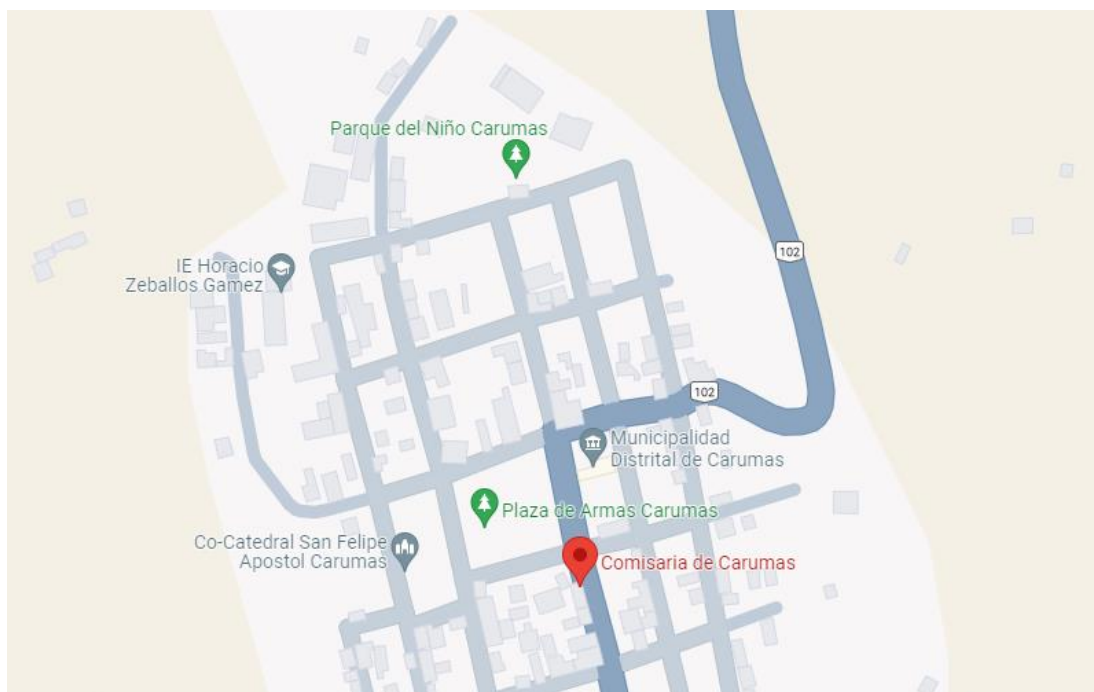 Parque del Niño Carumas
102
IE Horacio
Zeballos Gamez
102
Municipalidad
Distrital de Carumas
Plaza de Armas Carumas
Co-Catedral San Felipe
Apostol Carumas
Comisaria de Carumas